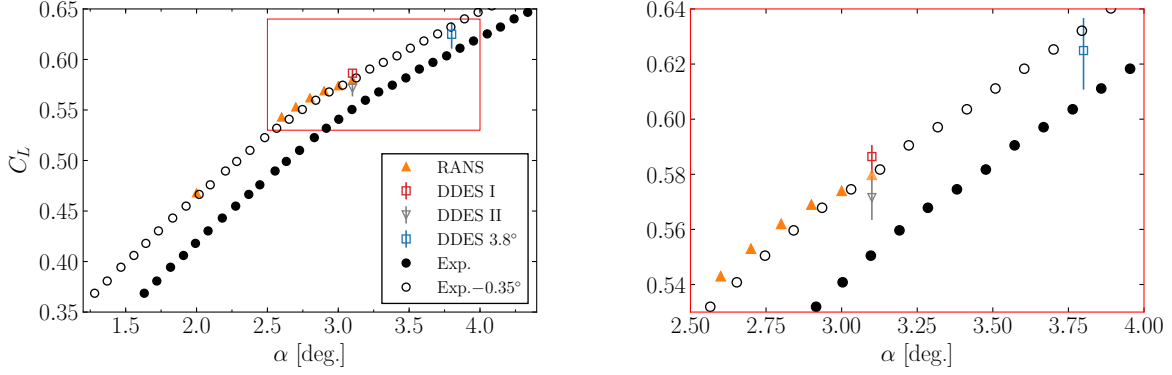 0.65
0.60
0.55
0.50
0.45
0.40
0.35
C_L
1.5 2.0 2.5 3.0 3.5 4.0
α [deg.]
RANS
DDES I
DDES II
DDES 3.8°
Exp.
Exp.−0.35°
0.64
0.62
0.60
0.58
0.56
0.54
2.50 2.75 3.00 3.25 3.50 3.75 4.00
α [deg.]